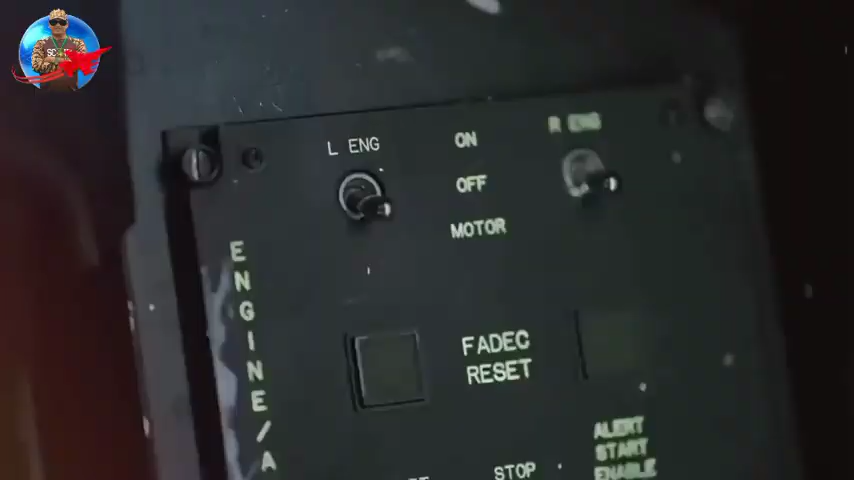 L ENG
ON
R ENG
OFF
MOTOR
ENGINE/A
FADEC
RESET
STOP
ALERT
START
ENABLE